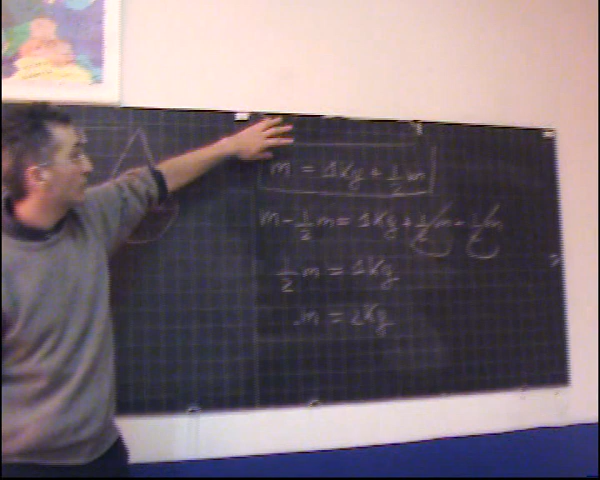 m = 1Kg + 1/2 m
m - 1/2 m = 1Kg + 1/2 m - 1/2 m
1/2 m = 1Kg
m = 2Kg